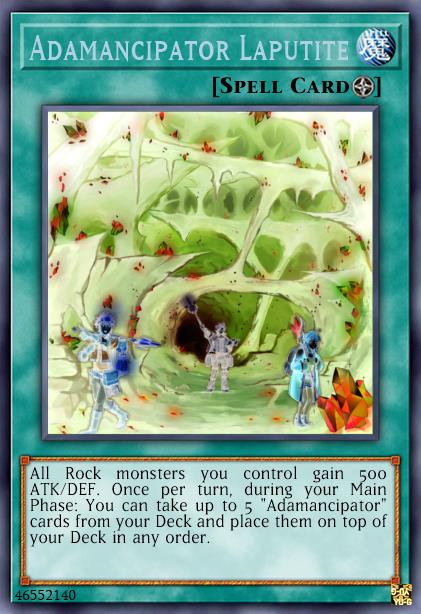 Adamancipator Laputite 魔
[Spell Card]
All Rock monsters you control gain 500
ATK/DEF. Once per turn, during your Main
Phase: You can take up to 5 "Adamancipator"
cards from your Deck and place them on top of
your Deck in any order.
46552140